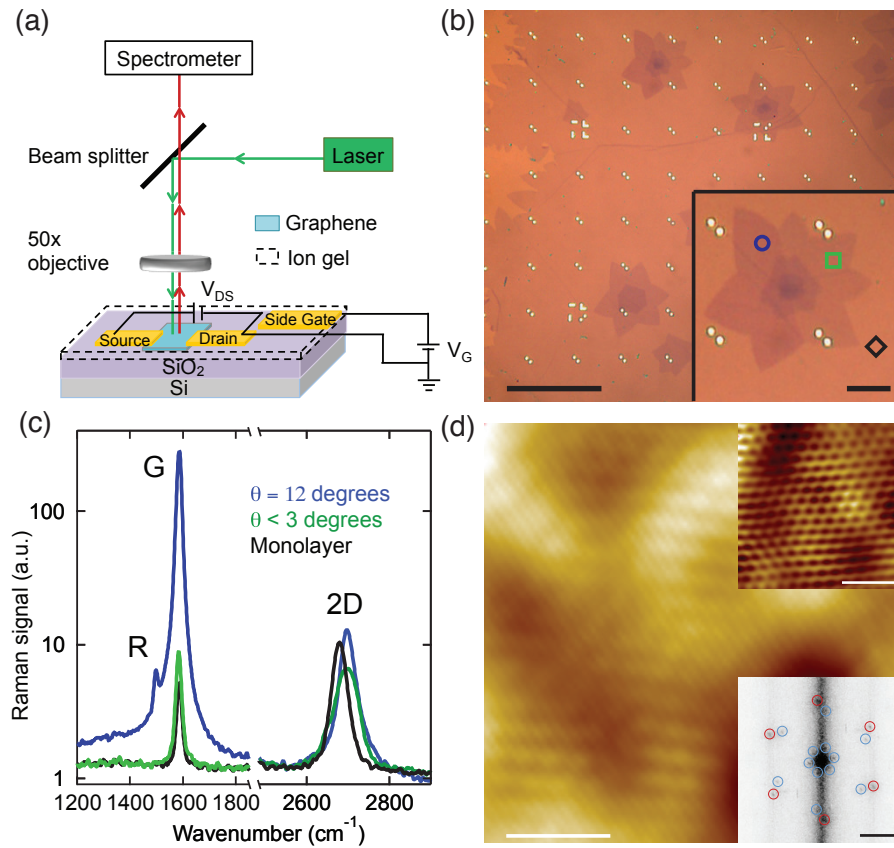 (a)
Spectrometer
Beam splitter
Laser
Graphene
Ion gel
50x
objective
V_DS
Source
Drain
Side Gate
V_G
SiO₂
Si
(b)
(c)
Raman signal (a.u.)
100
10
1
G
R
2D
θ = 12 degrees
θ < 3 degrees
Monolayer
1200 1400 1600 1800 2600 2800
Wavenumber (cm⁻¹)
(d)